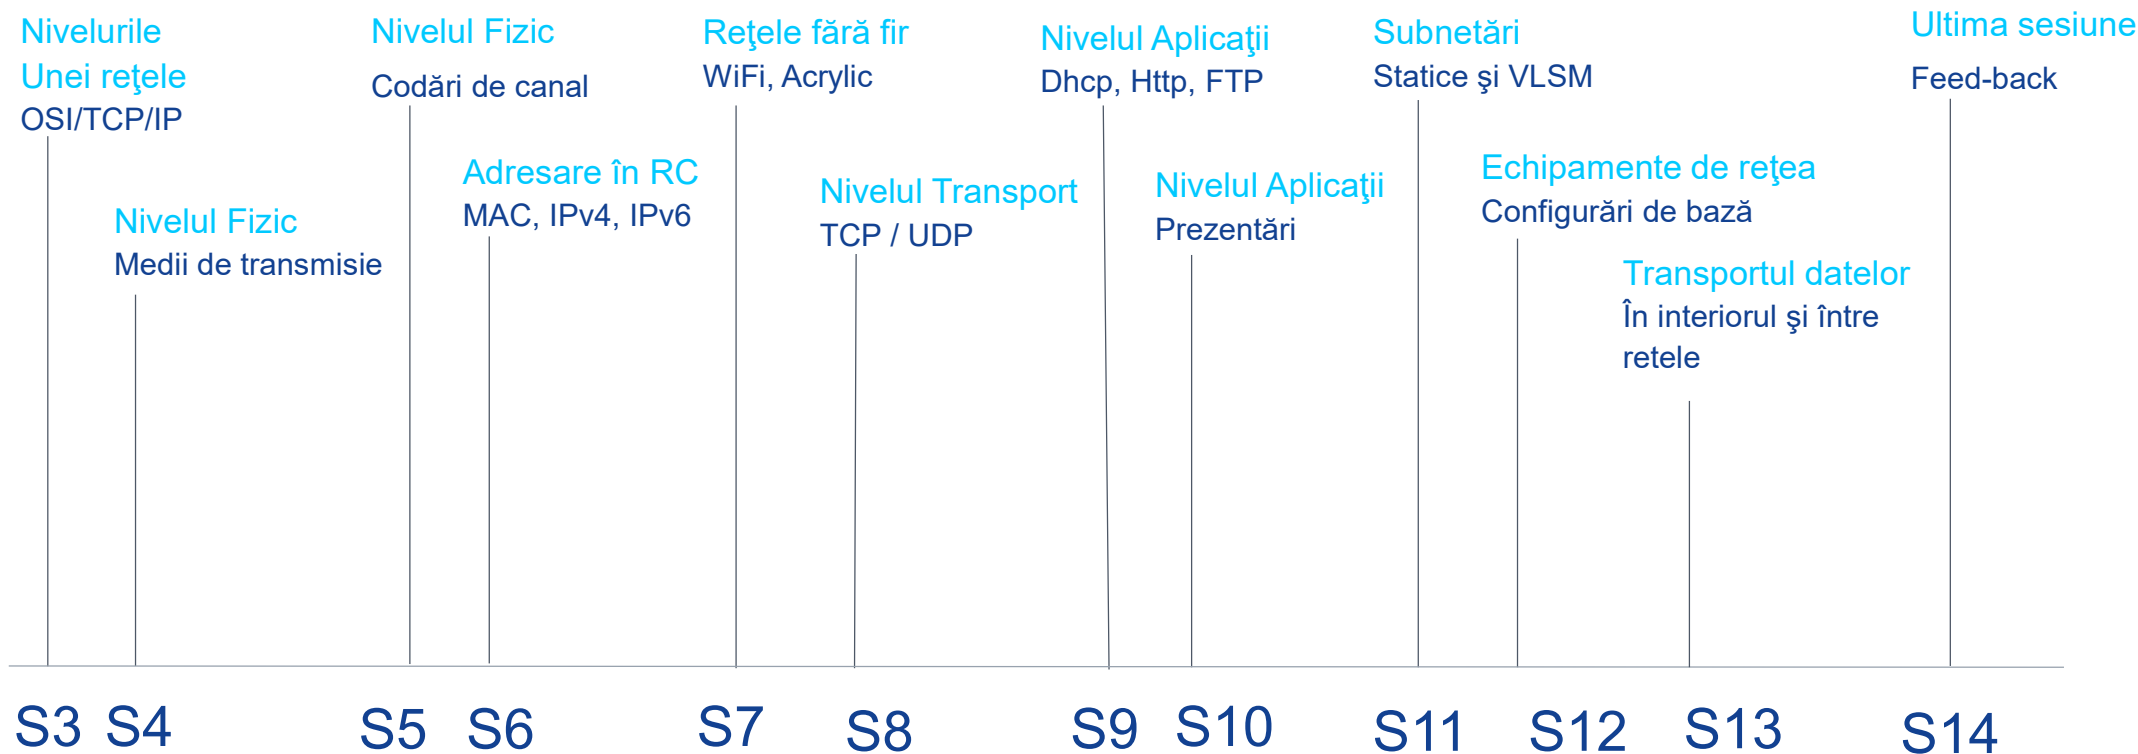 Nivelurile
Unei reţele
OSI/TCP/IP
Nivelul Fizic
Medii de transmisie
Nivelul Fizic
Codări de canal
Adresare în RC
MAC, IPv4, IPv6
Reţele fără fir
WiFi, Acrylic
Nivelul Transport
TCP / UDP
Nivelul Aplicaţii
Dhcp, Http, FTP
Nivelul Aplicaţii
Prezentări
Subnetări
Statice şi VLSM
Echipamente de reţea
Configurări de bază
Transportul datelor
În interiorul şi între
retele
Ultima sesiune
Feed-back
S3 S4 S5 S6 S7 S8 S9 S10 S11 S12 S13 S14